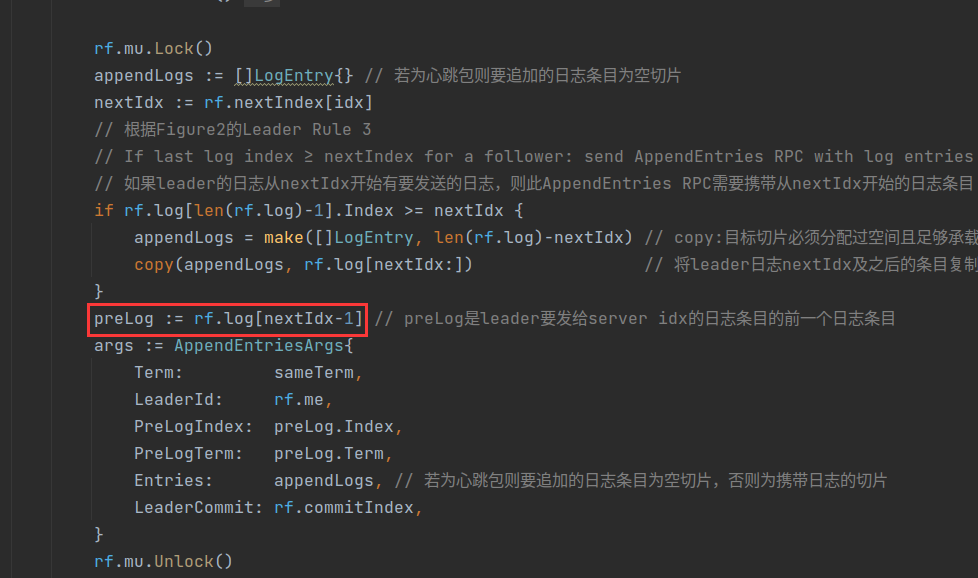 rf.mu.Lock()
appendLogs := []LogEntry{} // 若为心跳包则要追加的日志条目为空切片
nextIdx := rf.nextIndex[idx]
// 根据Figure2的Leader Rule 3
// If last log index ≥ nextIndex for a follower: send AppendEntries RPC with log entries
// 如果leader的日志从nextIdx开始有要发送的日志，则此AppendEntries RPC需要携带从nextIdx开始的日志条目
if rf.log[len(rf.log)-1].Index >= nextIdx {
appendLogs = make([]LogEntry, len(rf.log)-nextIdx) // copy:目标切片必须分配过空间且足够承载
copy(appendLogs, rf.log[nextIdx:]) // 将leader日志nextIdx及之后的条目复制
}
preLog := rf.log[nextIdx-1] // preLog是leader要发给server idx的日志条目的前一个日志条目
args := AppendEntriesArgs{
Term: sameTerm,
LeaderId: rf.me,
PreLogIndex: preLog.Index,
PreLogTerm: preLog.Term,
Entries: appendLogs, // 若为心跳包则要追加的日志条目为空切片，否则为携带日志的切片
LeaderCommit: rf.commitIndex,
}
rf.mu.Unlock()